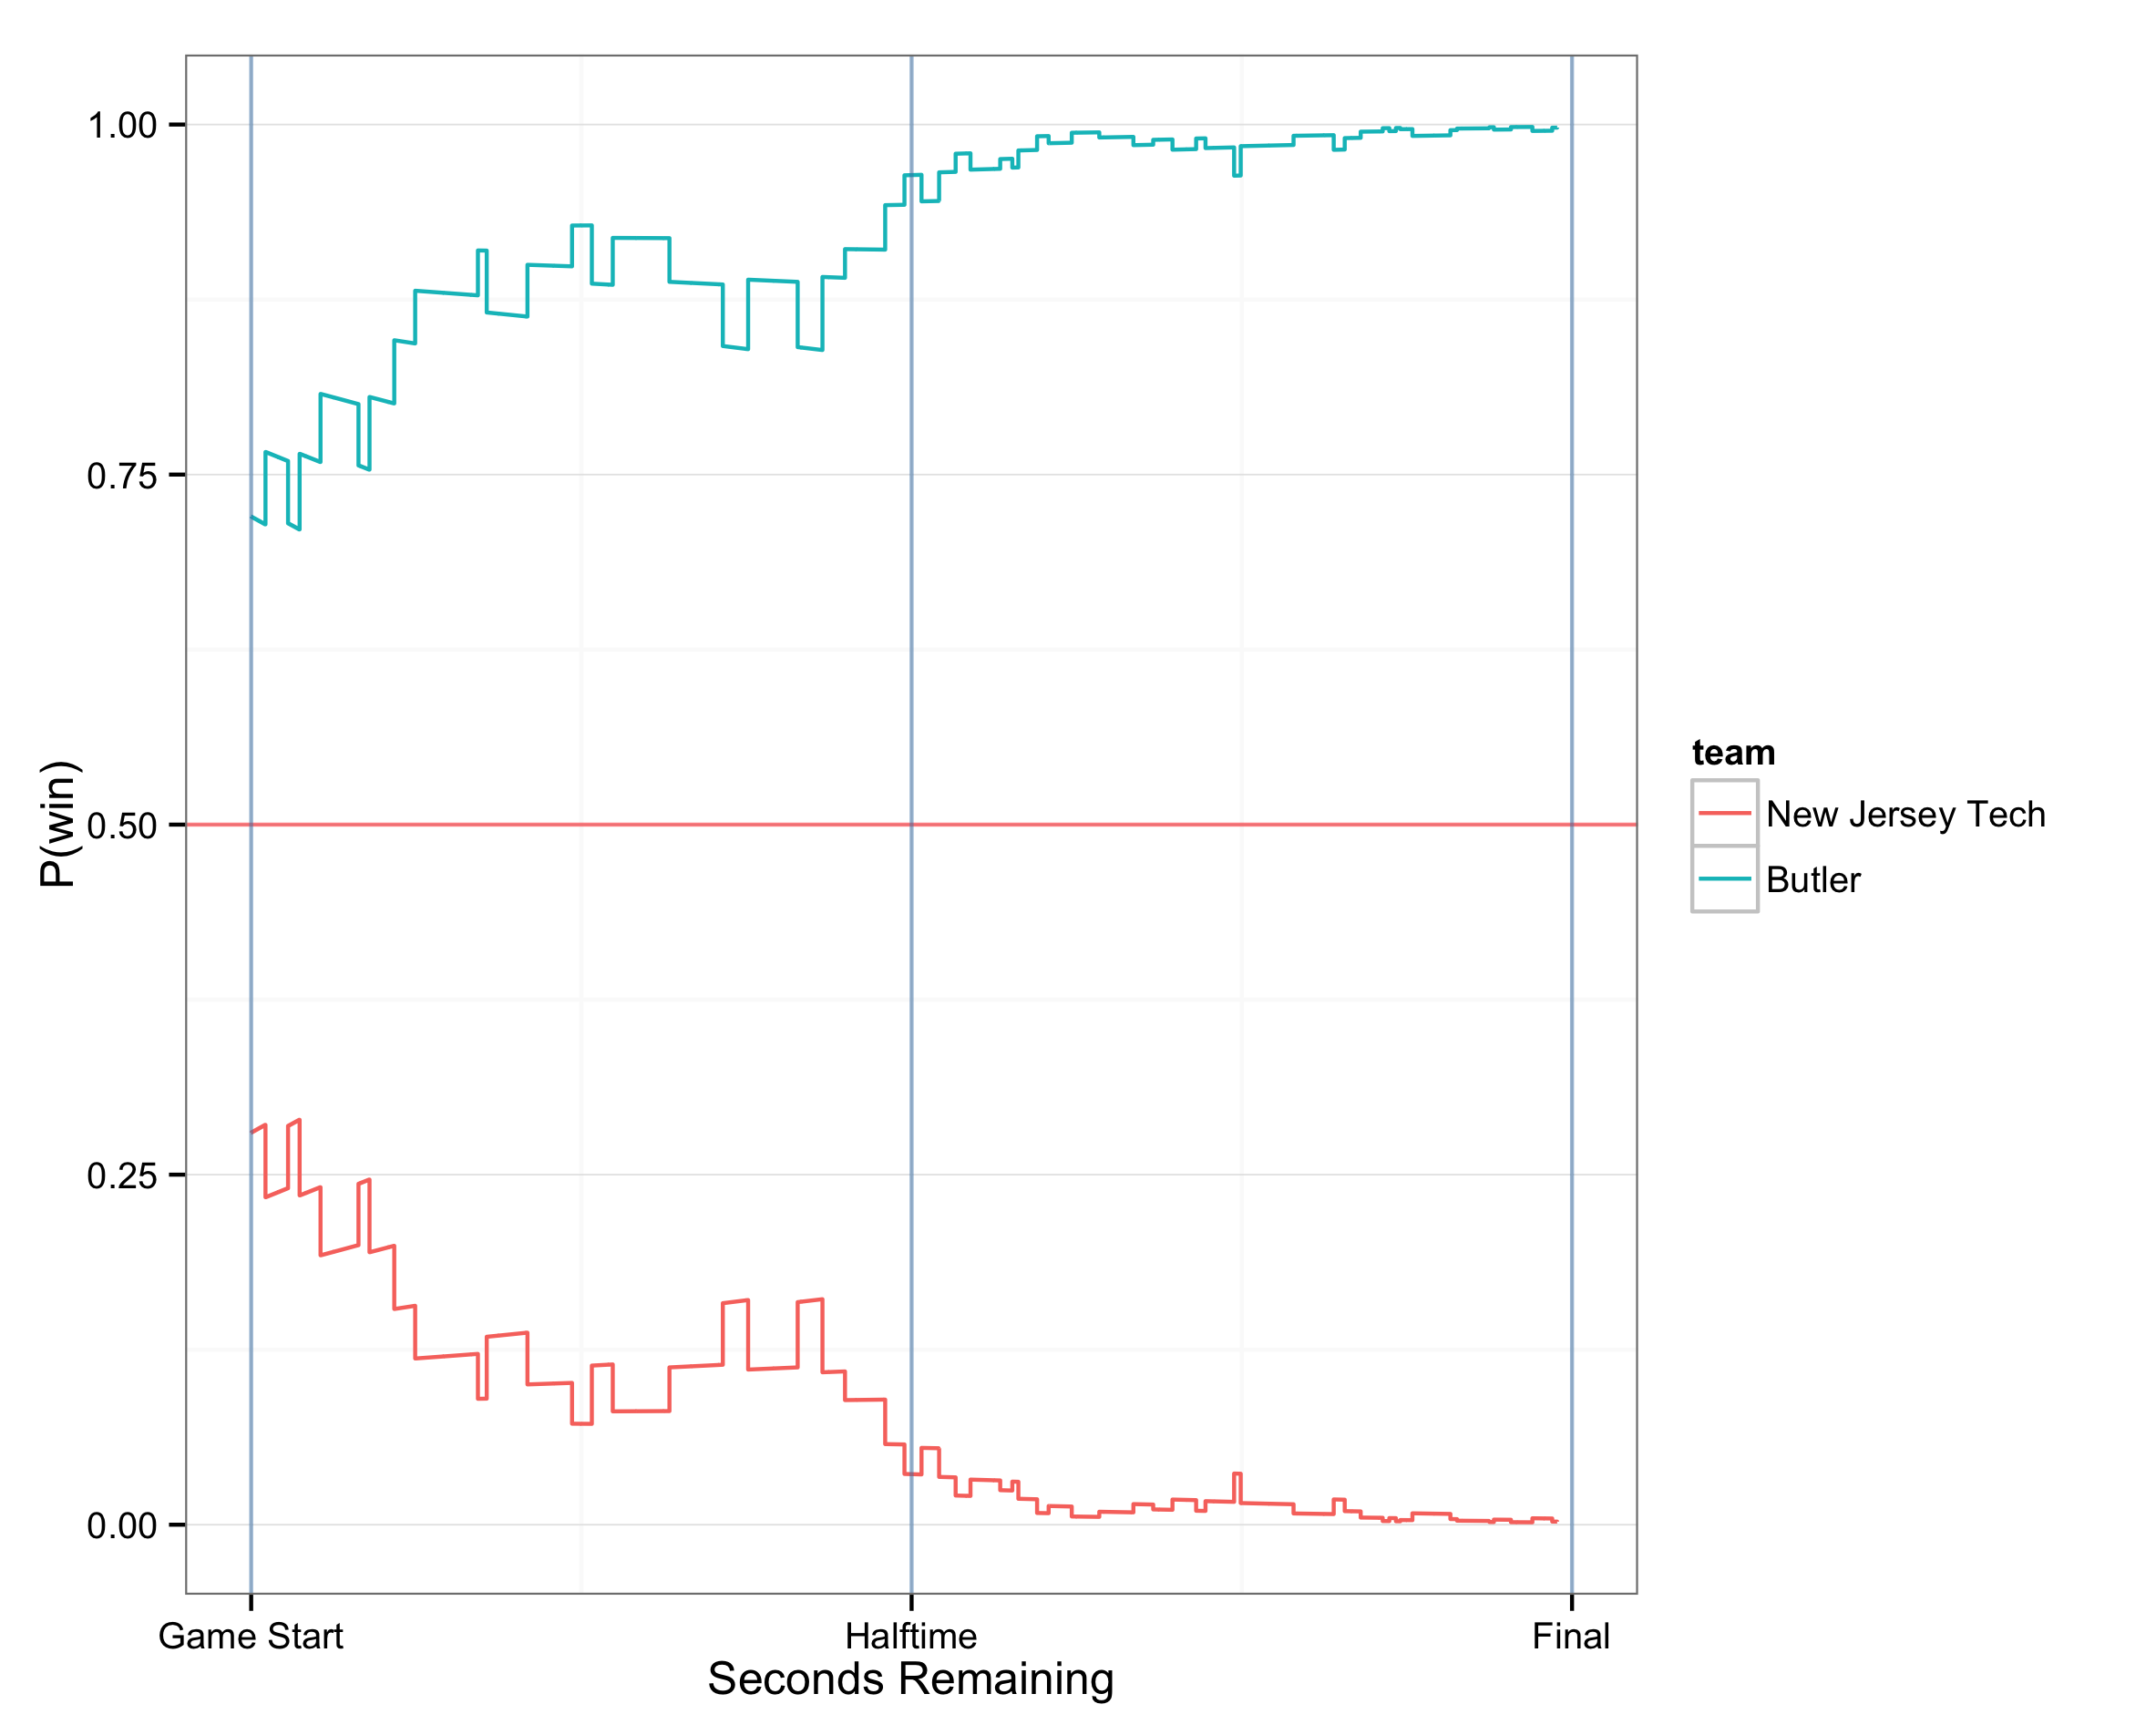 1.00
0.75
0.50
0.25
0.00
P(win)
Game Start
Halftime
Final
Seconds Remaining
team
New Jersey Tech
Butler